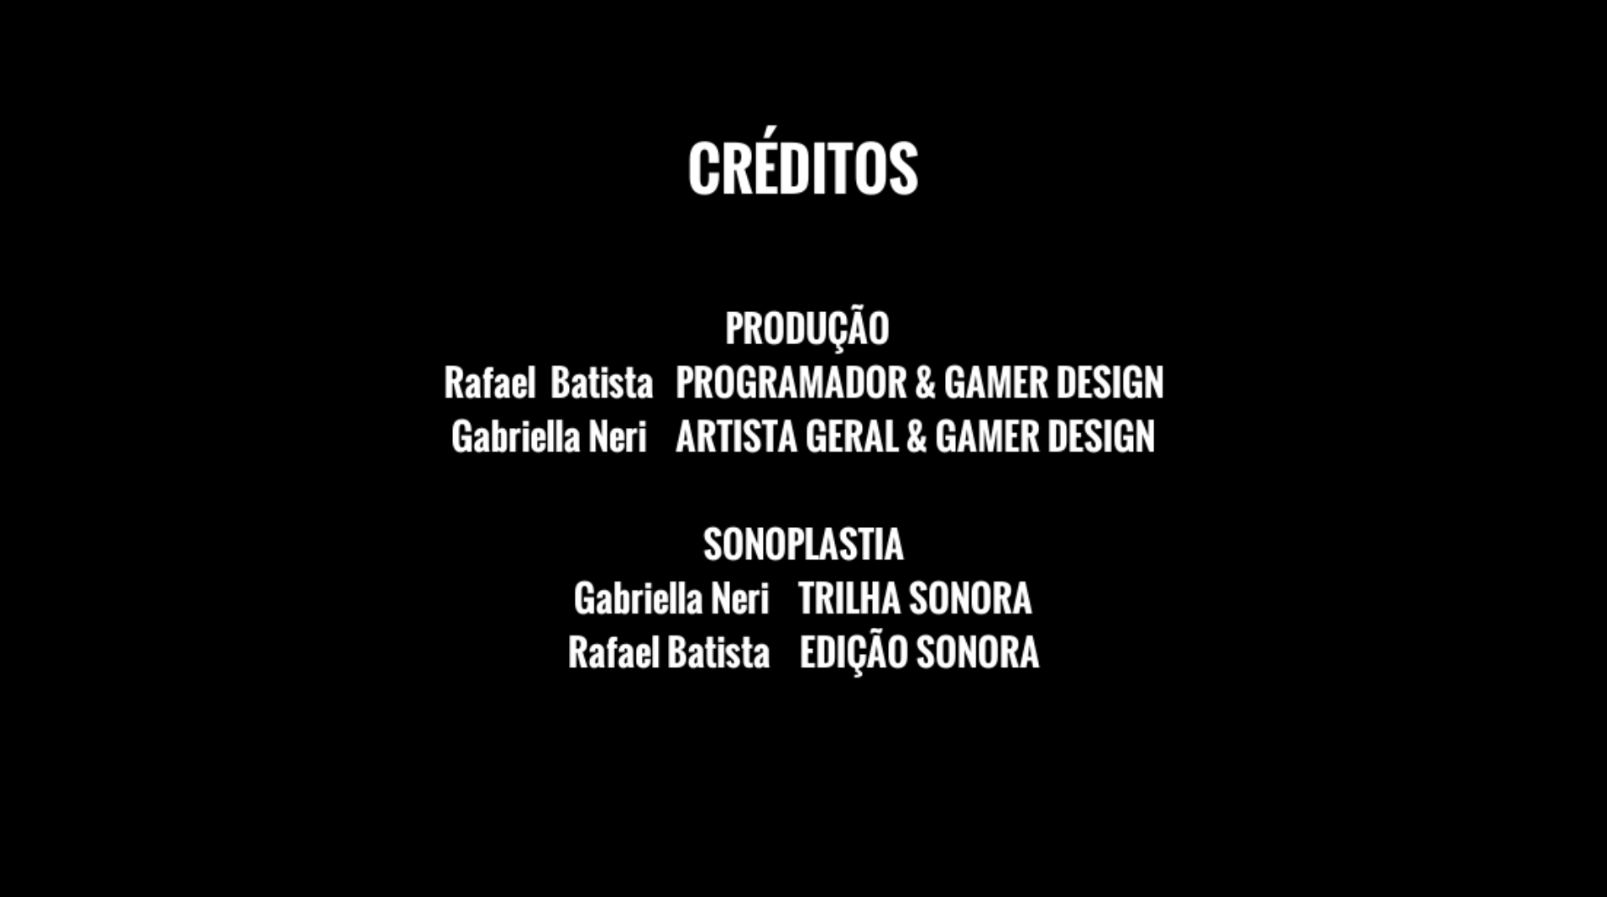 CRÉDITOS
PRODUÇÃO
Rafael Batista PROGRAMADOR & GAMER DESIGN
Gabriella Neri ARTISTA GERAL & GAMER DESIGN
SONOPLASTIA
Gabriella Neri TRILHA SONORA
Rafael Batista EDIÇÃO SONORA